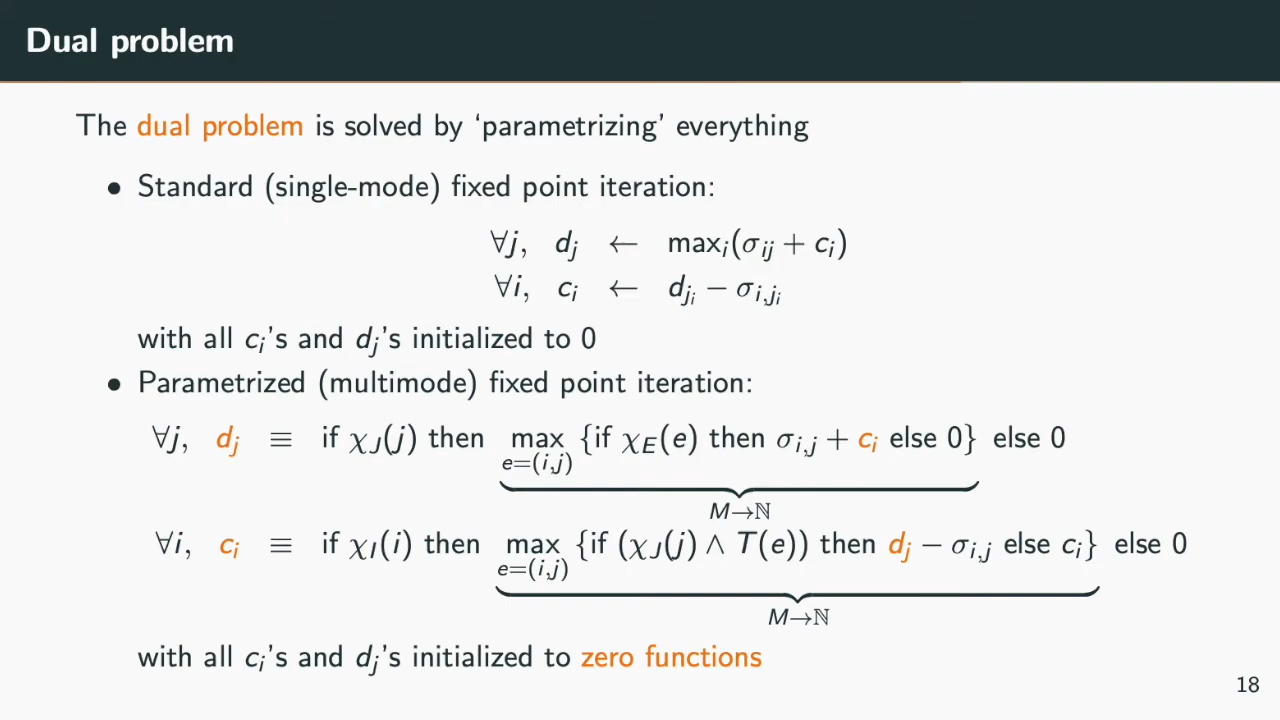 Dual problem
The dual problem is solved by ‘parametrizing’ everything
• Standard (single-mode) fixed point iteration:
∀j, d_j ← max_i(σ_ij + c_i)
∀i, c_i ← d_{j_i} − σ_{i,j_i}
with all c_i's and d_j's initialized to 0
• Parametrized (multimode) fixed point iteration:
∀j, d_j ≡ if χ_J(j) then max_{e=(i,j)} {if χ_E(e) then σ_{i,j} + c_i else 0} else 0
M→ℕ
∀i, c_i ≡ if χ_I(i) then max_{e=(i,j)} {if (χ_J(j) ∧ T(e)) then d_j − σ_{i,j} else c_i} else 0
M→ℕ
with all c_i's and d_j's initialized to zero functions
18